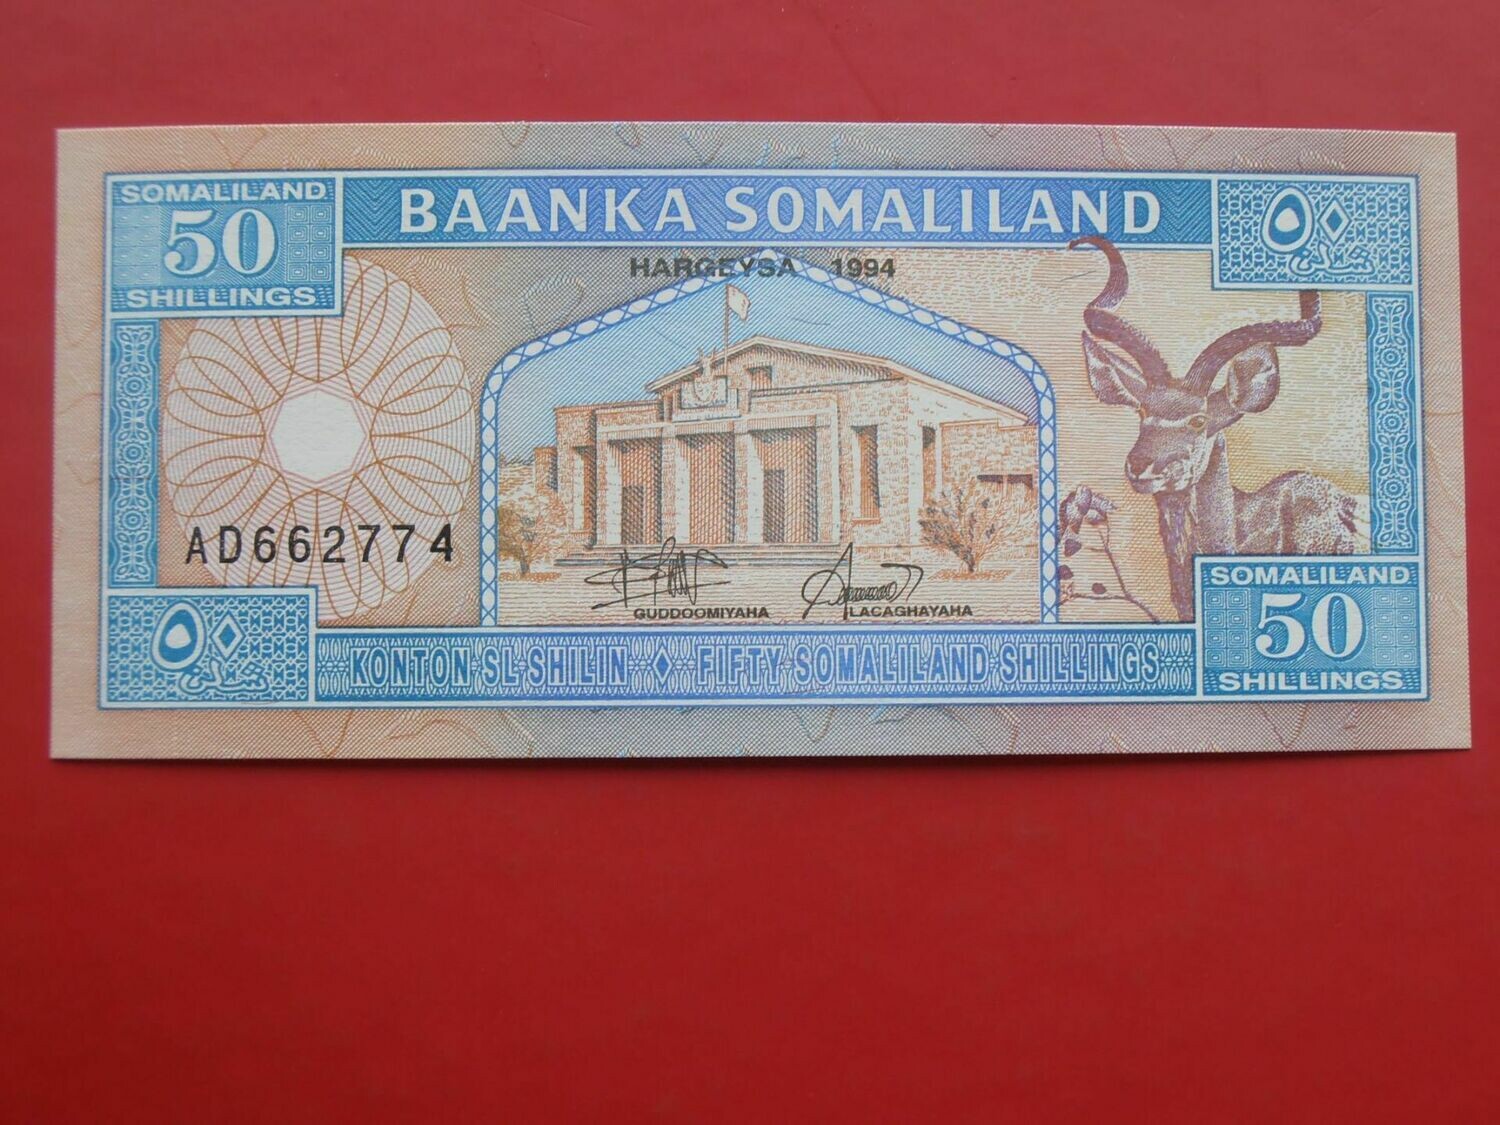 SOMALILAND
50
SHILLINGS
BAANKA SOMALILAND
٥٠
شلن
HARGEYSA 1994
AD662774
GUDDOOMIYAHA
LACAGHAYAHA
٥٠
شلن
KONTON SL SHILIN ◇ FIFTY SOMALILAND SHILLINGS
SOMALILAND
50
SHILLINGS